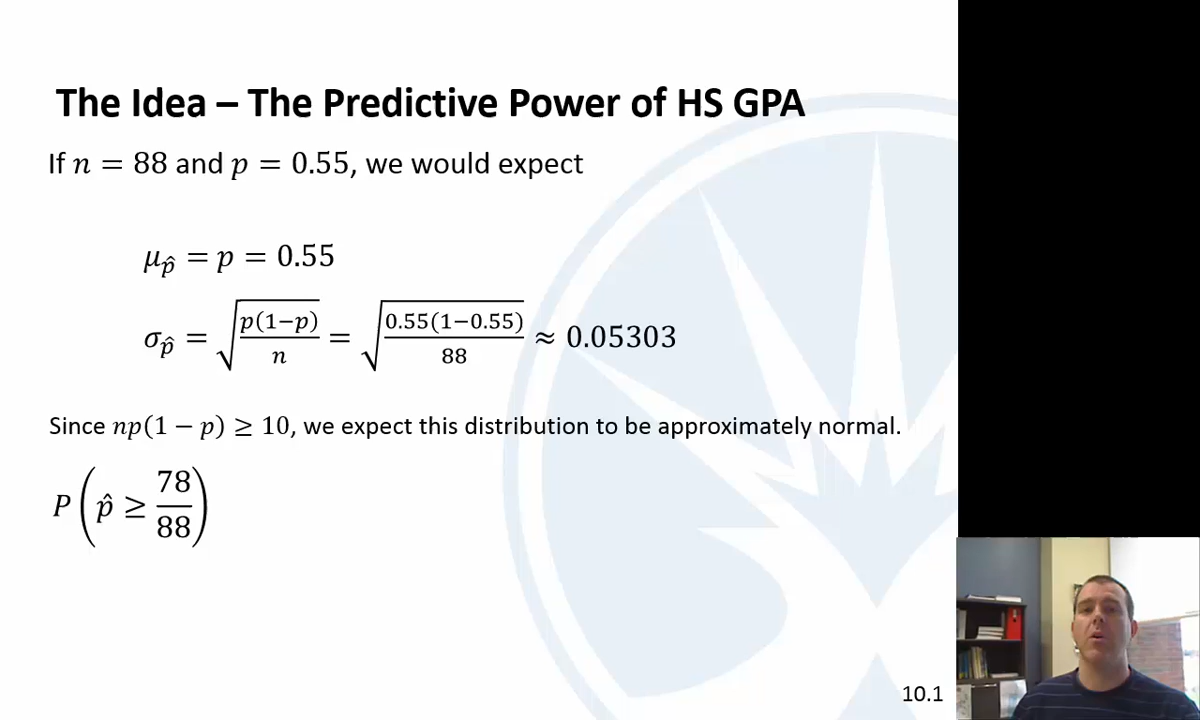 The Idea – The Predictive Power of HS GPA
If n = 88 and p = 0.55, we would expect
μ_p̂ = p = 0.55
σ_p̂ = √(p(1−p)/n) = √(0.55(1−0.55)/88) ≈ 0.05303
Since np(1 − p) ≥ 10, we expect this distribution to be approximately normal.
P(p̂ ≥ 78/88)
10.1